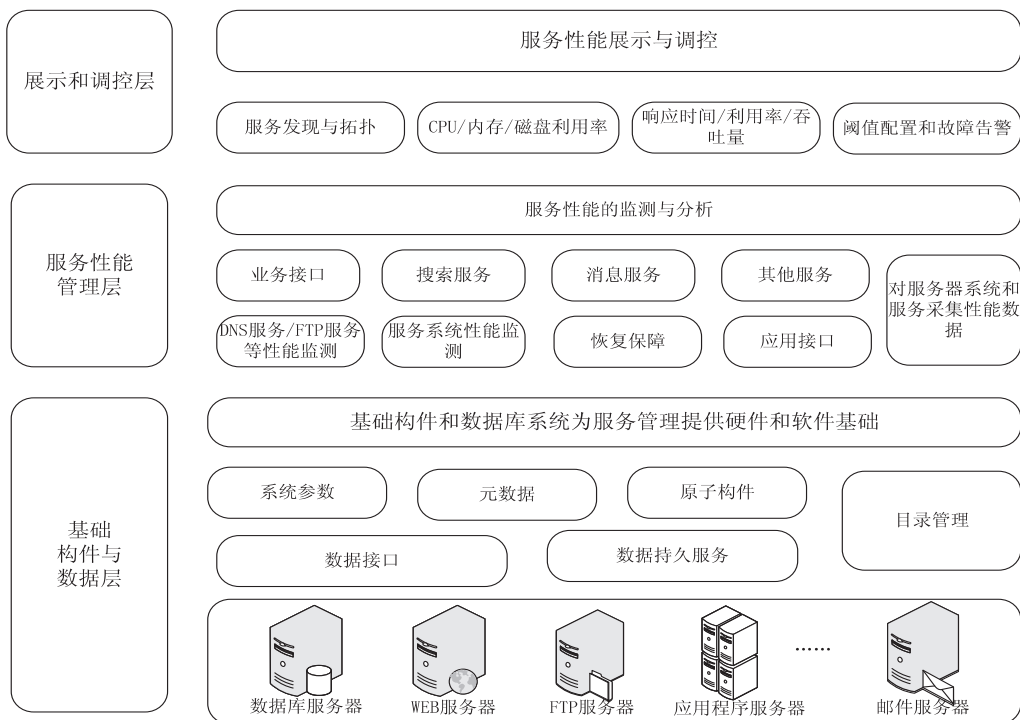 展示和调控层
服务性能展示与调控
服务发现与拓扑
CPU/内存/磁盘利用率
响应时间/利用率/吞
吐量
阈值配置和故障告警
服务性能
管理层
服务性能的监测与分析
业务接口
搜索服务
消息服务
其他服务
对服务器系统和
服务采集性能数
据
DNS服务/FTP服务
等性能监测
服务系统性能监
测
恢复保障
应用接口
基础
构件与
数据层
基础构件和数据库系统为服务管理提供硬件和软件基础
系统参数
元数据
原子构件
目录管理
数据接口
数据持久服务
......
数据库服务器
WEB服务器
FTP服务器
应用程序服务器
邮件服务器